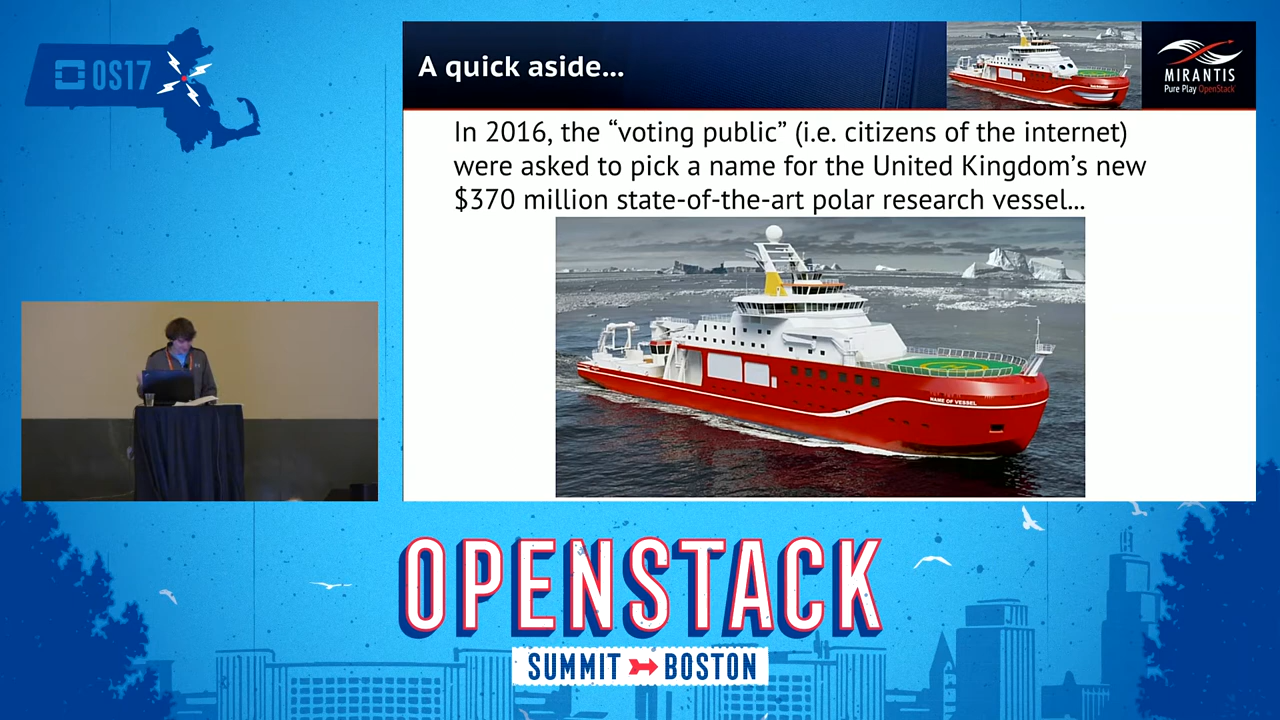 OS17
A quick aside...
MIRANTIS
Pure Play OpenStack
In 2016, the “voting public” (i.e. citizens of the internet)
were asked to pick a name for the United Kingdom’s new
$370 million state-of-the-art polar research vessel...
NAME OF VESSEL
OPENSTACK
SUMMIT BOSTON